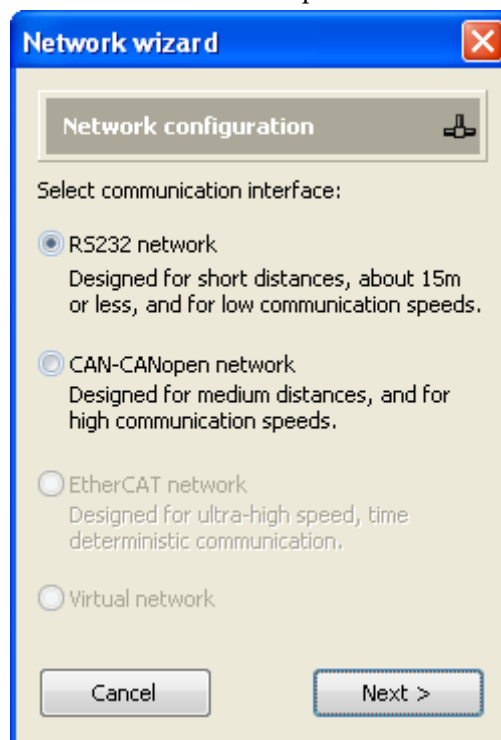 Network wizard
Network configuration
Select communication interface:
RS232 network
Designed for short distances, about 15m
or less, and for low communication speeds.
CAN-CANopen network
Designed for medium distances, and for
high communication speeds.
EtherCAT network
Designed for ultra-high speed, time
deterministic communication.
Virtual network
Cancel
Next >